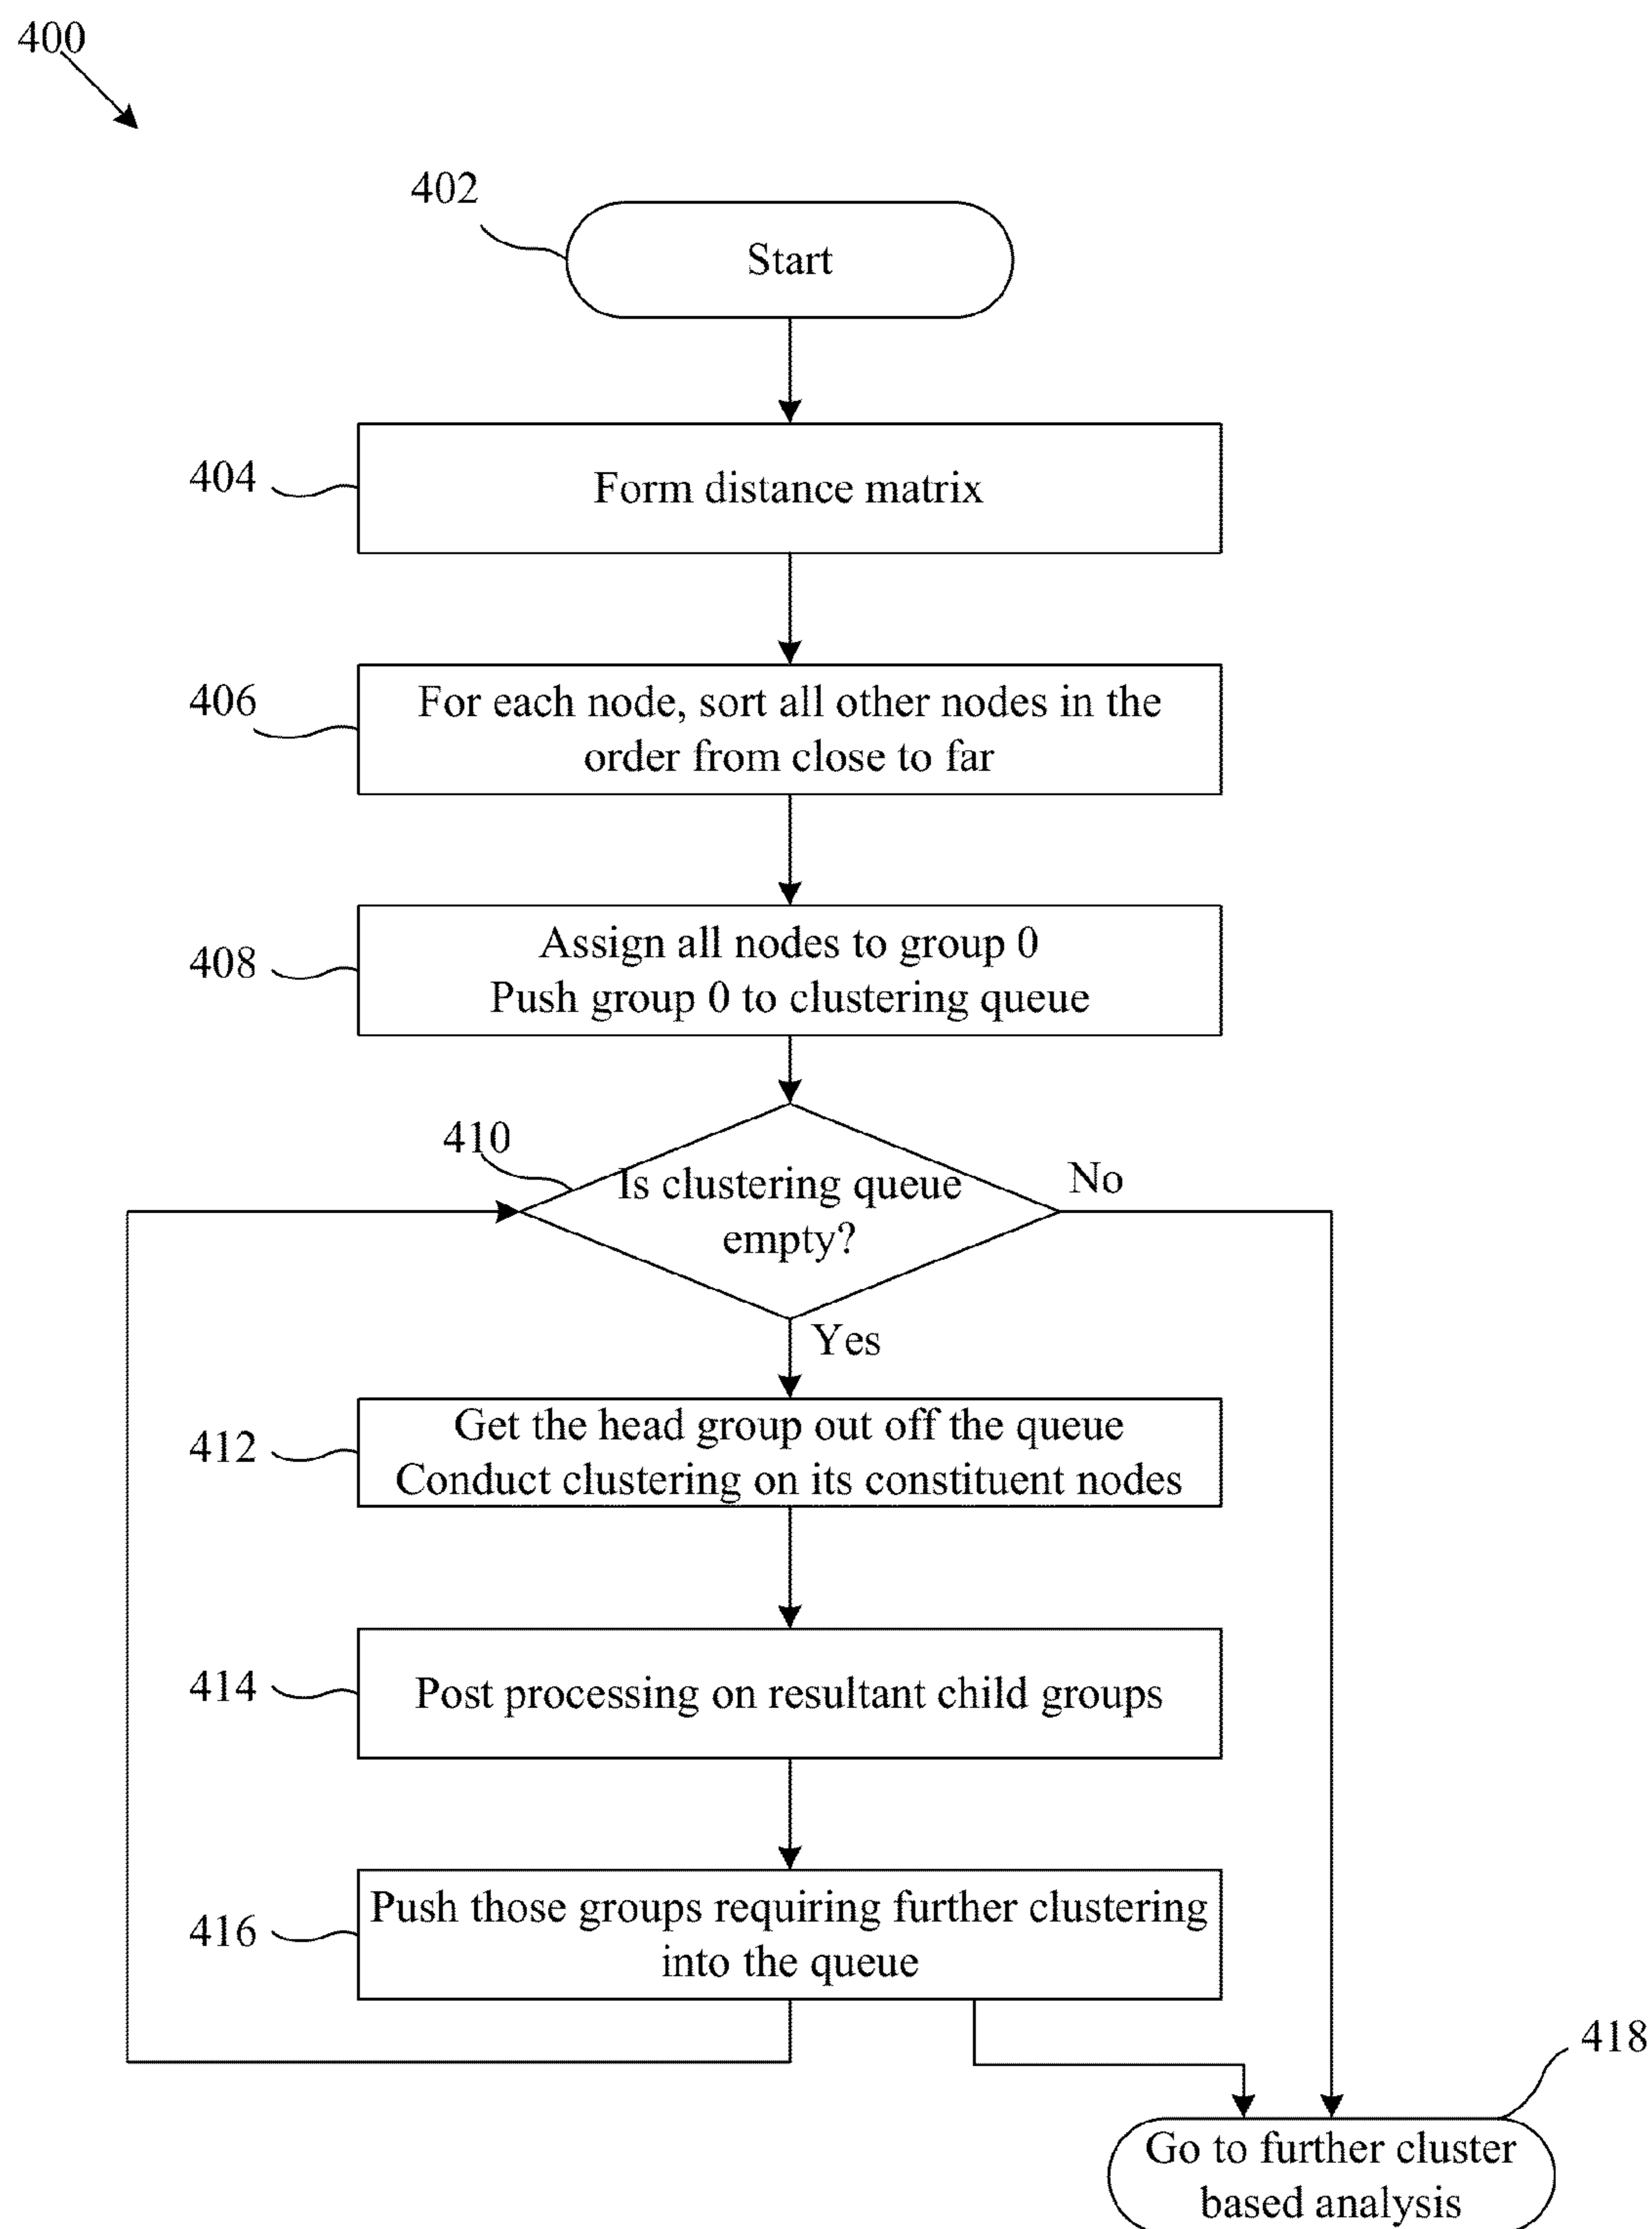 400
402
Start
404
Form distance matrix
406
For each node, sort all other nodes in the
order from close to far
408
Assign all nodes to group 0
Push group 0 to clustering queue
410
Is clustering queue
empty?
No
Yes
412
Get the head group out off the queue
Conduct clustering on its constituent nodes
414
Post processing on resultant child groups
416
Push those groups requiring further clustering
into the queue
418
Go to further cluster
based analysis